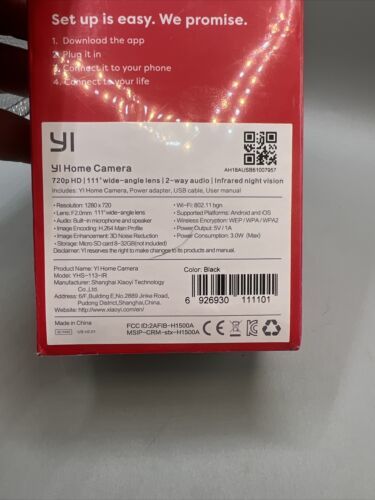 Set up is easy. We promise.
1. Download the app
2. Plug it in
3. Connect it to your phone
4. Connect to your life
YI
AH18AUSB61007957
YI Home Camera
720p HD | 111° wide-angle lens | 2-way audio | Infrared night vision
Includes: YI Home Camera, Power adapter, USB cable, User manual
• Resolution: 1280 x 720
• Lens: F2.0mm 111° wide-angle lens
• Audio: Built-in microphone and speaker
• Image Encoding: H.264 Main Profile
• Image Enhancement: 3D Noise Reduction
• Storage: Micro SD card 8-32GB(not included)
• Wi-Fi: 802.11 bgn
• Supported Platforms: Android and iOS
• Wireless Encryption: WEP / WPA / WPA2
• Power Output: 5V / 1A
• Power Consumption: 3.0W (Max)
Disclaimer: YI reserves the right to make changes to its products and manual.
Product Name: YI Home Camera
Model: YHS-113-IR
Manufacturer: Shanghai Xiaoyi Technology
Co.,Ltd.
Address: 6/F, Building E, No.2889 Jinke Road,
Pudong District, Shanghai, China.
Website: http://www.xiaoyi.com/en
Color: Black
6 926930 111101
Made in China
FCC ID:2AFIB-H1500A
MSIP-CRM-stx-H1500A